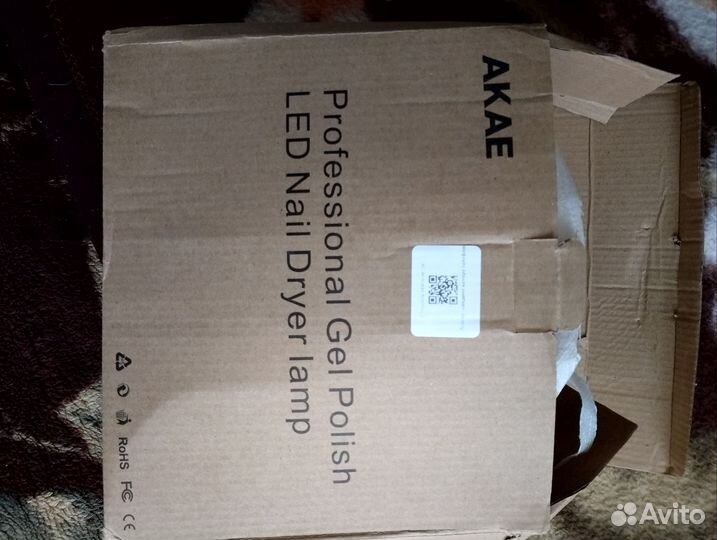 AKAE
Professional Gel Polish
LED Nail Dryer lamp
RoHS FC CE
Avito